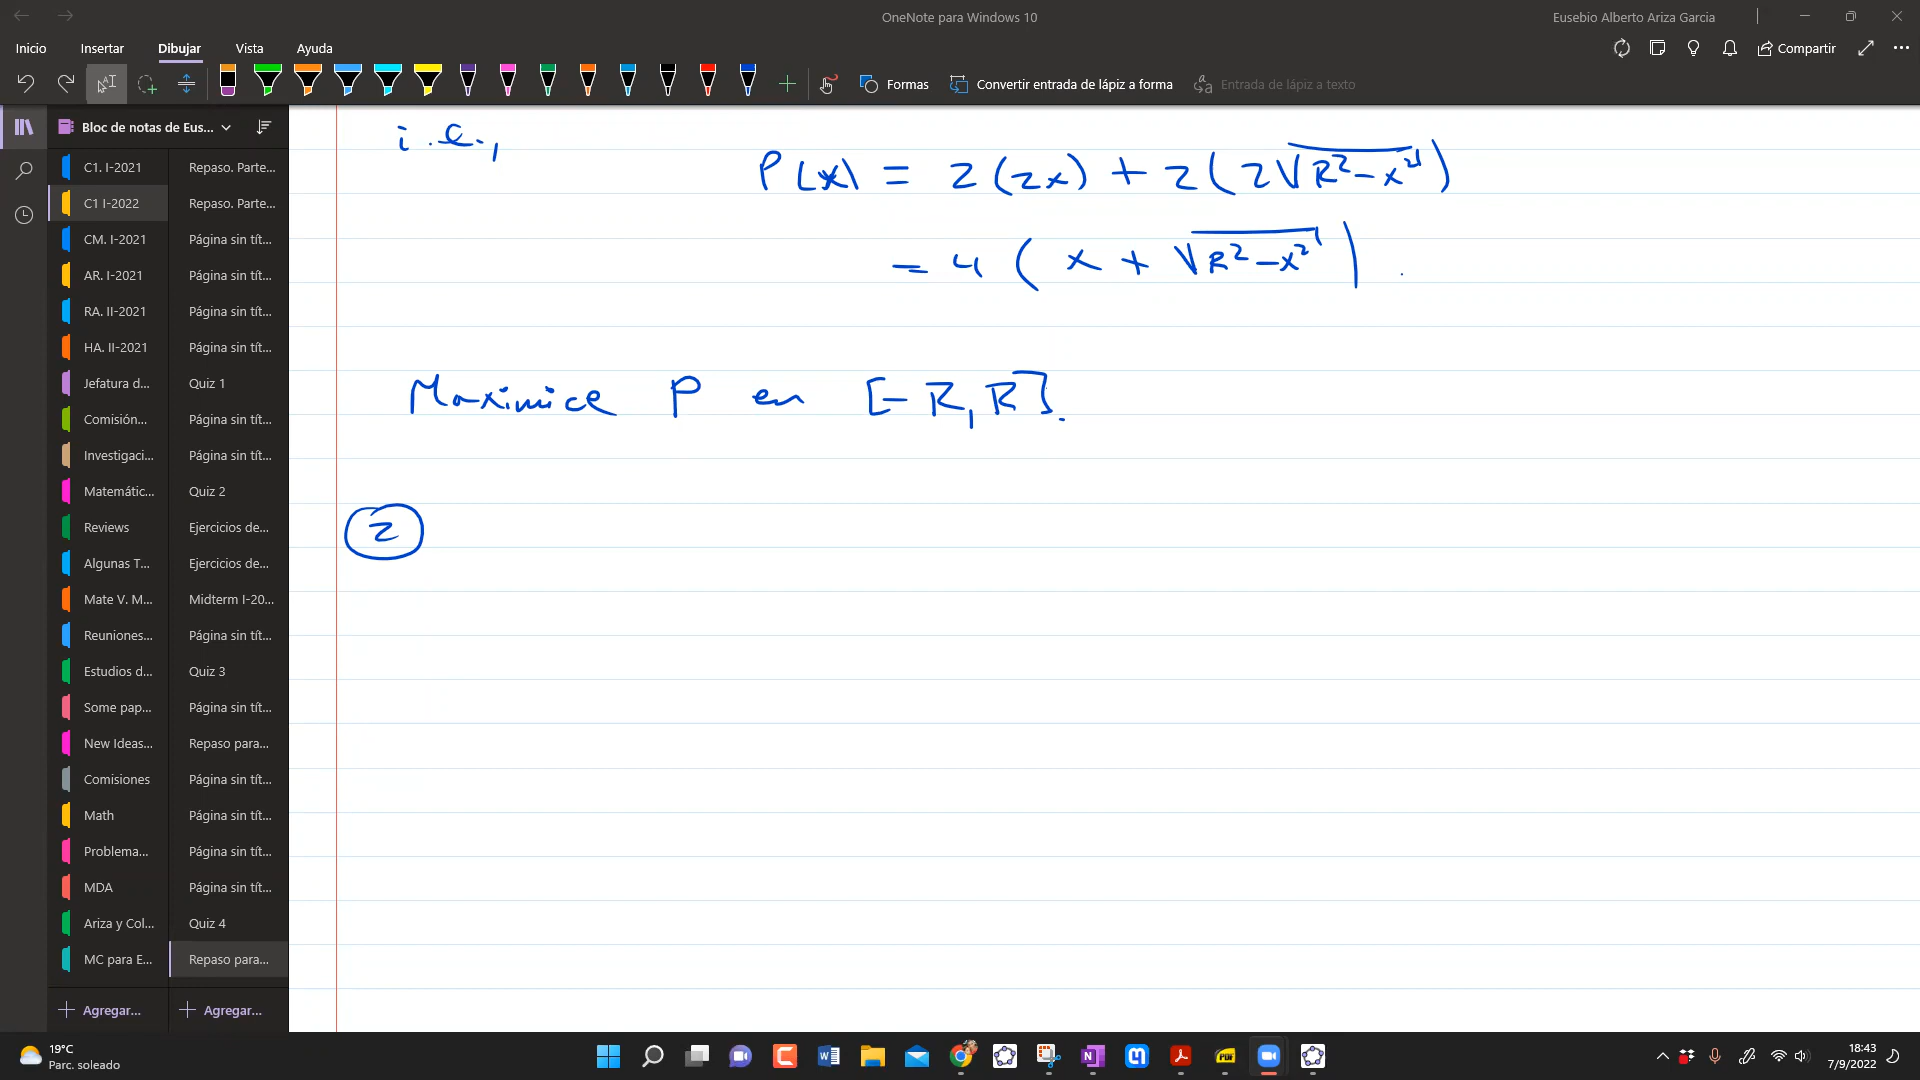 OneNote para Windows 10
Eusebio Alberto Ariza Garcia
Inicio
Insertar
Dibujar
Vista
Ayuda
Compartir
Formas
Convertir entrada de lápiz a forma
Entrada de lápiz a texto
Bloc de notas de Eus...
C1. I-2021
C1 I-2022
CM. I-2021
AR. I-2021
RA. II-2021
HA. II-2021
Jefatura d...
Comisión...
Investigaci...
Matemátic...
Reviews
Algunas T...
Mate V. M...
Reuniones...
Estudios d...
Some pap...
New Ideas...
Comisiones
Math
Problema...
MDA
Ariza y Col...
MC para E...
Agregar...
Repaso. Parte...
Repaso. Parte...
Página sin tít...
Página sin tít...
Página sin tít...
Página sin tít...
Quiz 1
Página sin tít...
Página sin tít...
Quiz 2
Ejercicios de...
Ejercicios de...
Midterm I-20...
Página sin tít...
Quiz 3
Página sin tít...
Repaso para...
Página sin tít...
Página sin tít...
Página sin tít...
Página sin tít...
Quiz 4
Repaso para...
Agregar...
i.e.,
P(x) = 2(2x) + 2(2√(R²-x²))
= 4 ( x + √(R²-x²) ).
Maximice P en [-R,R].
2
19°C
Parc. soleado
18:43
7/9/2022